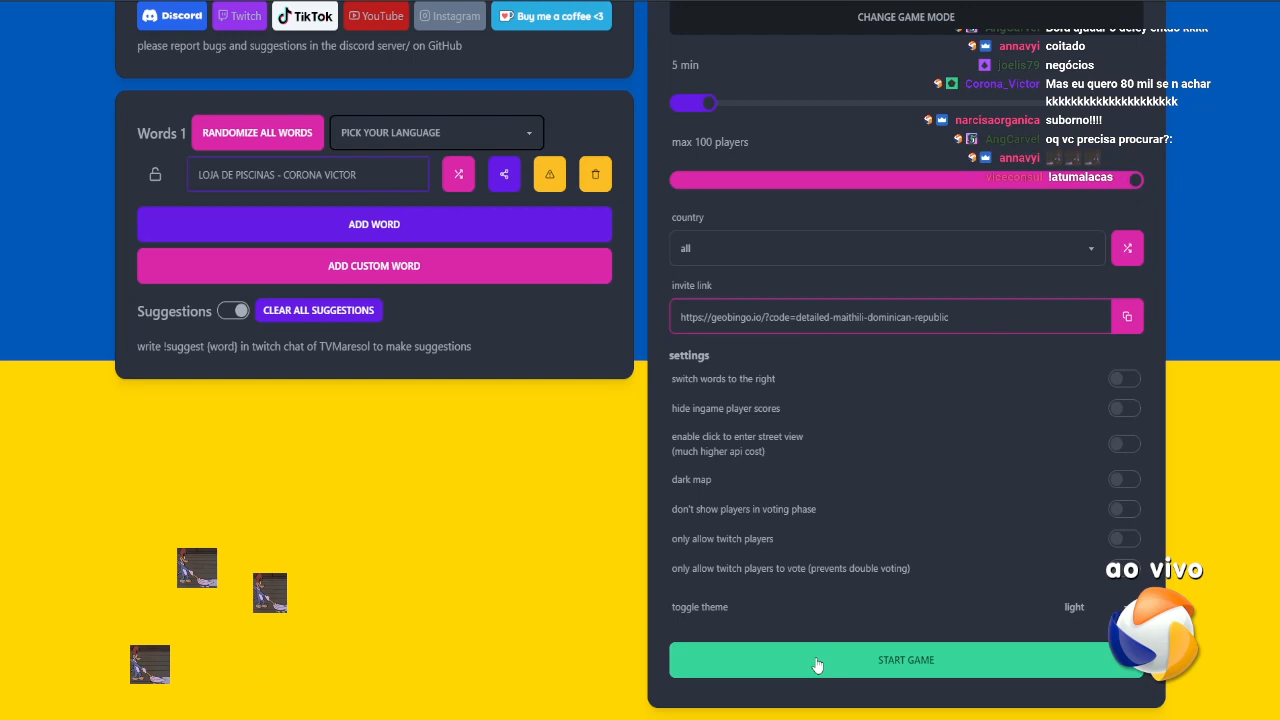 Discord
Twitch
TikTok
YouTube
Instagram
Buy me a coffee <3
please report bugs and suggestions in the discord server/ on GitHub
Words 1
RANDOMIZE ALL WORDS
PICK YOUR LANGUAGE
LOJA DE PISCINAS - CORONA VICTOR
ADD WORD
ADD CUSTOM WORD
Suggestions
CLEAR ALL SUGGESTIONS
write !suggest (word) in twitch chat of TVMaresol to make suggestions
CHANGE GAME MODE
5 min
max 100 players
country
all
invite link
https://geobingo.io/?code=detailed-maithili-dominican-republic
settings
switch words to the right
hide ingame player scores
enable click to enter street view
(much higher api cost)
dark map
don't show players in voting phase
only allow twitch players
only allow twitch players to vote (prevents double voting)
toggle theme
light
START GAME
annavyi coitado
joelis79 negócios
Corona_Victor Mas eu quero 80 mil se n achar
kkkkkkkkkkkkkkkkkkkk
narcisaorganica suborno!!!!
AngCarvel oq vc precisa procurar?:
annavyi
viceconsul !atumalacas
ao vivo